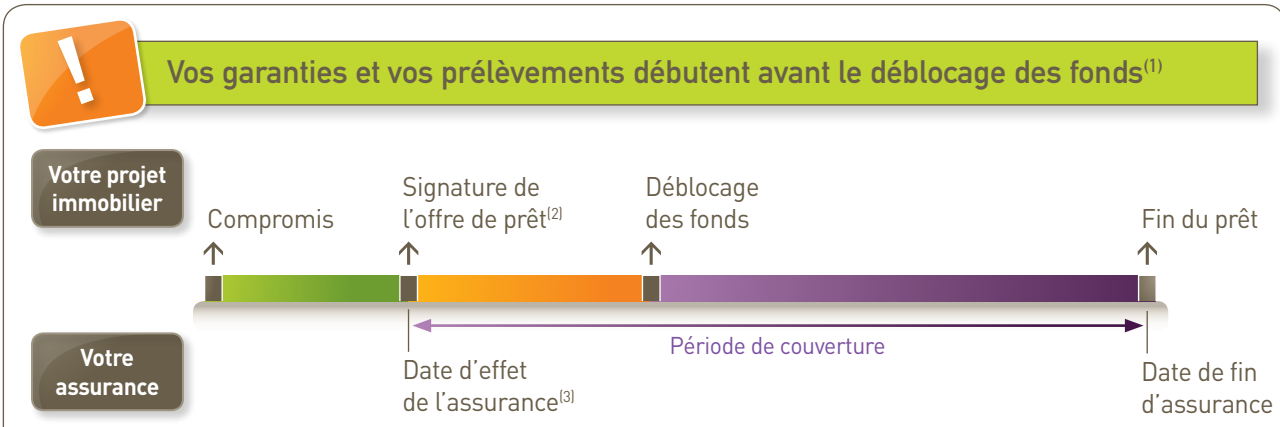 !
Vos garanties et vos prélèvements débutent avant le déblocage des fonds(1)
Votre projet
immobilier
Compromis
Signature de
l'offre de prêt(2)
Déblocage
des fonds
Fin du prêt
Période de couverture
Votre
assurance
Date d'effet
de l'assurance(3)
Date de fin
d'assurance